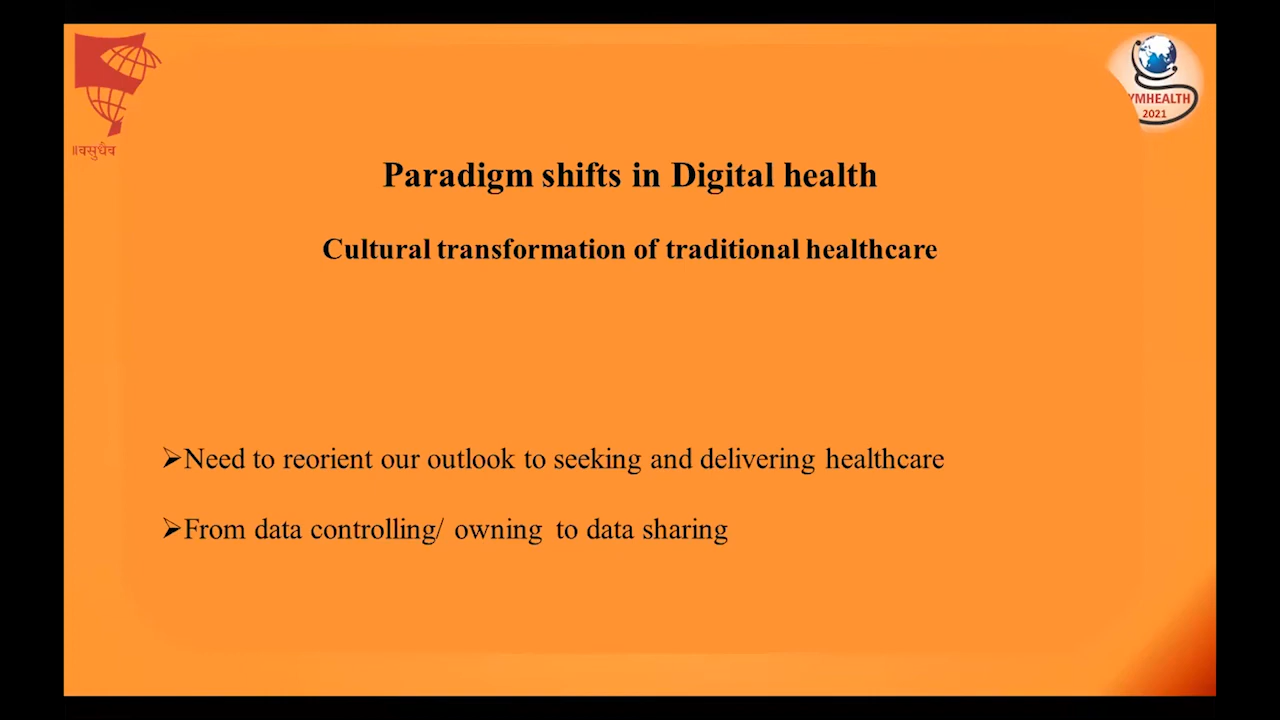 ॥वसुधैव
YMHEALTH
2021
Paradigm shifts in Digital health
Cultural transformation of traditional healthcare
➢Need to reorient our outlook to seeking and delivering healthcare
➢From data controlling/ owning to data sharing